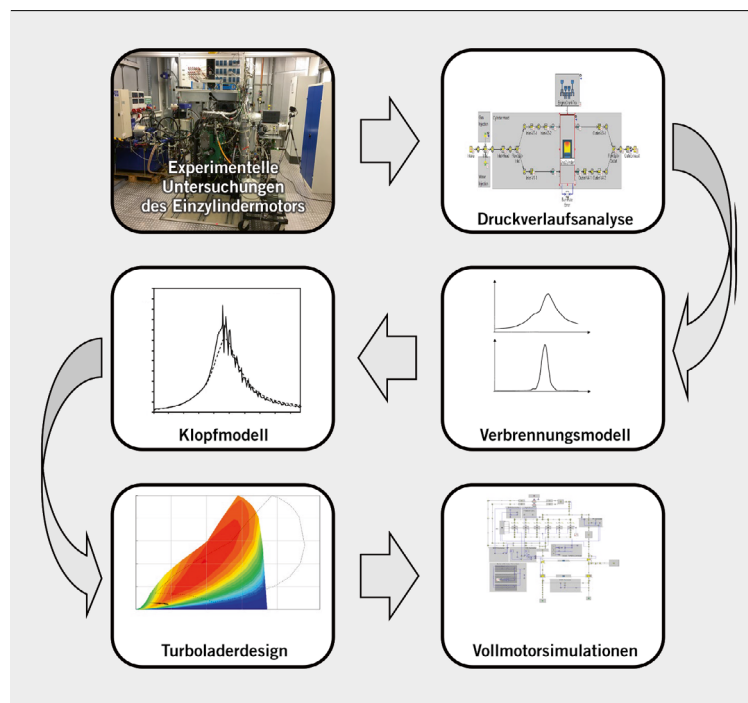 Experimentelle
Untersuchungen
des Einzylindermotors
Druckverlaufsanalyse
Klopfmodell
Verbrennungsmodell
Turboladerdesign
Vollmotorsimulationen